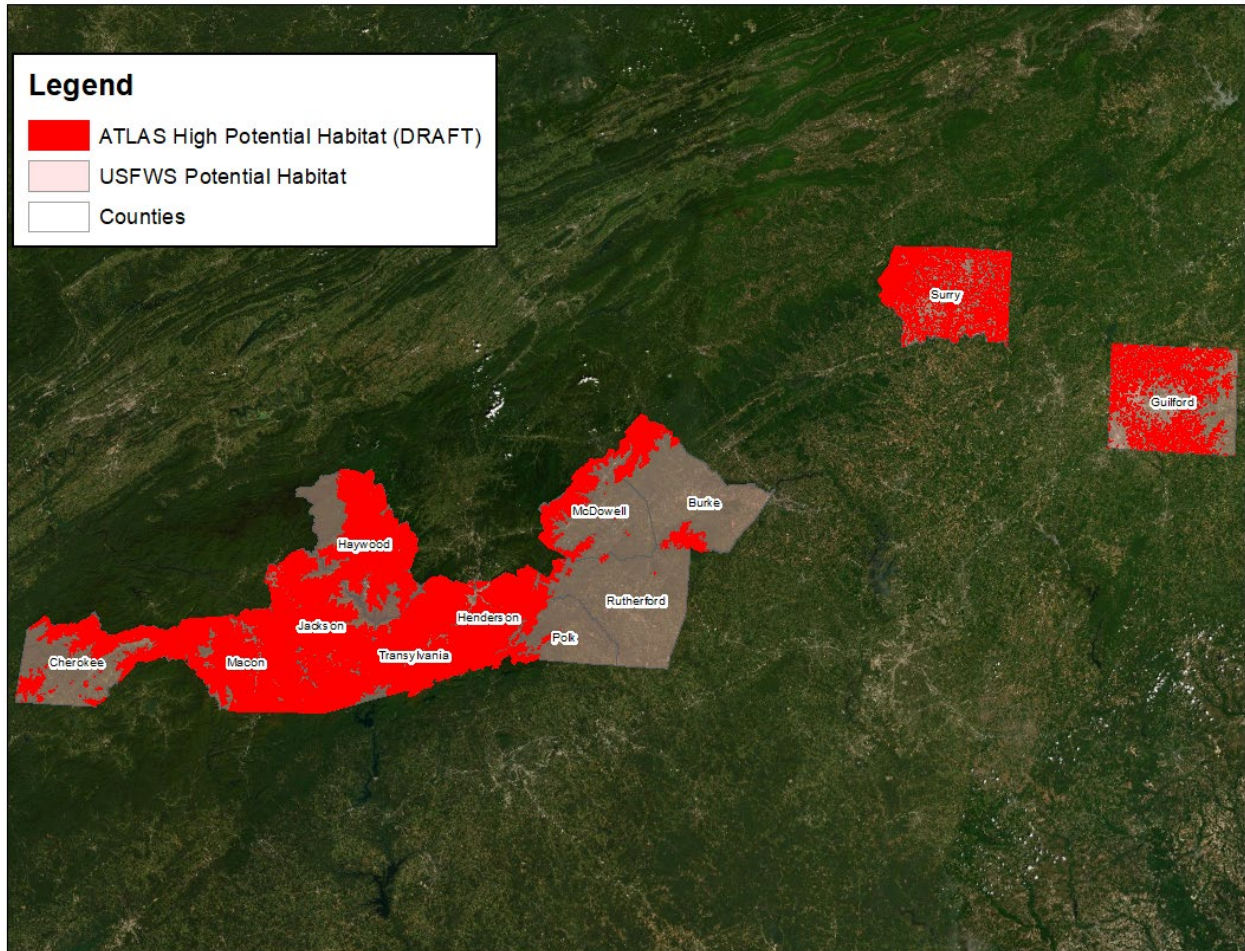 Legend
ATLAS High Potential Habitat (DRAFT)
USFWS Potential Habitat
Counties
Surry
Guilford
McDowell
Burke
Haywood
Rutherford
Henderson
Jackson
Polk
Transylvania
Macon
Cherokee